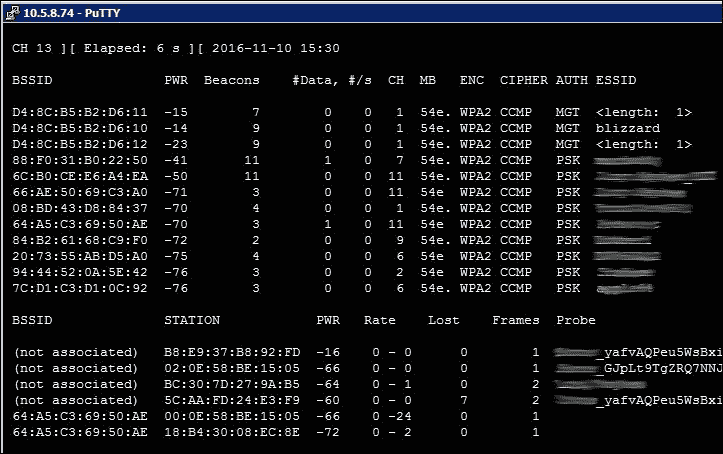 10.5.8.74 - PuTTY
CH 13 ][ Elapsed: 6 s ][ 2016-11-10 15:30
BSSID PWR Beacons #Data, #/s CH MB ENC CIPHER AUTH ESSID
D4:8C:B5:B2:D6:11 -15 7 0 0 1 54e. WPA2 CCMP MGT <length: 1>
D4:8C:B5:B2:D6:10 -14 9 0 0 1 54e. WPA2 CCMP MGT blizzard
D4:8C:B5:B2:D6:12 -23 9 0 0 1 54e. WPA2 CCMP MGT <length: 1>
88:F0:31:B0:22:50 -41 11 1 0 7 54e. WPA2 CCMP PSK
6C:B0:CE:E6:A4:EA -50 11 0 0 11 54e. WPA2 CCMP PSK
66:AE:50:69:C3:A0 -71 3 0 0 11 54e WPA2 CCMP PSK
08:BD:43:D8:84:37 -70 4 0 0 1 54e. WPA2 CCMP PSK
64:A5:C3:69:50:AE -70 3 1 0 11 54e WPA2 CCMP PSK
84:B2:61:68:C9:F0 -72 2 0 0 9 54e. WPA2 CCMP PSK
20:73:55:AB:D5:A0 -75 4 0 0 6 54e WPA2 CCMP PSK
94:44:52:0A:5E:42 -76 3 0 0 2 54e WPA2 CCMP PSK
7C:D1:C3:D1:0C:92 -76 3 0 0 6 54e WPA2 CCMP PSK
BSSID STATION PWR Rate Lost Frames Probe
(not associated) B8:E9:37:B8:92:FD -16 0 - 0 0 1 _yafvAQPeu5WsBxi
(not associated) 02:0E:58:BE:15:05 -66 0 - 0 0 1 _GJpLt9TgZRQ7NNJ
(not associated) BC:30:7D:27:9A:B5 -64 0 - 1 0 2
(not associated) 5C:AA:FD:24:E3:F9 -60 0 - 0 7 2 _yafvAQPeu5WsBxi
64:A5:C3:69:50:AE 00:0E:58:BE:15:05 -66 0 -24 0 1
64:A5:C3:69:50:AE 18:B4:30:08:EC:8E -72 0 - 2 0 1